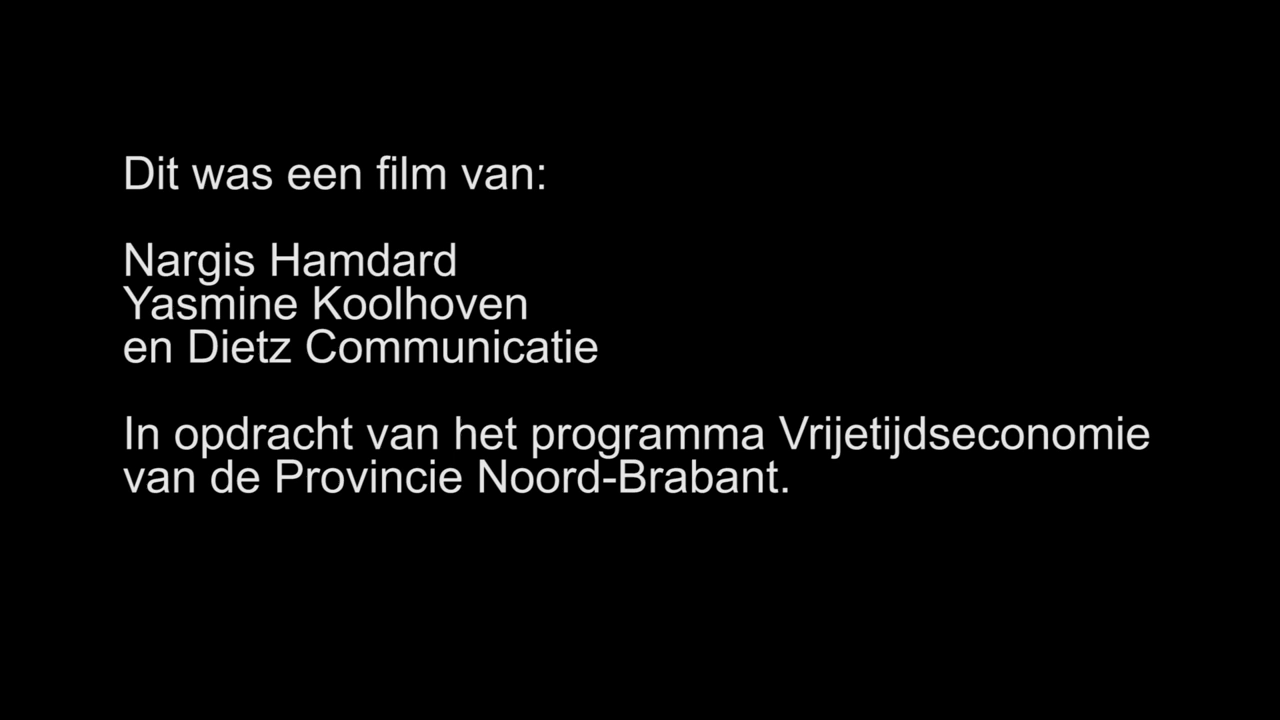 Dit was een film van:
Nargis Hamdard
Yasmine Koolhoven
en Dietz Communicatie
In opdracht van het programma Vrijetijdseconomie
van de Provincie Noord-Brabant.